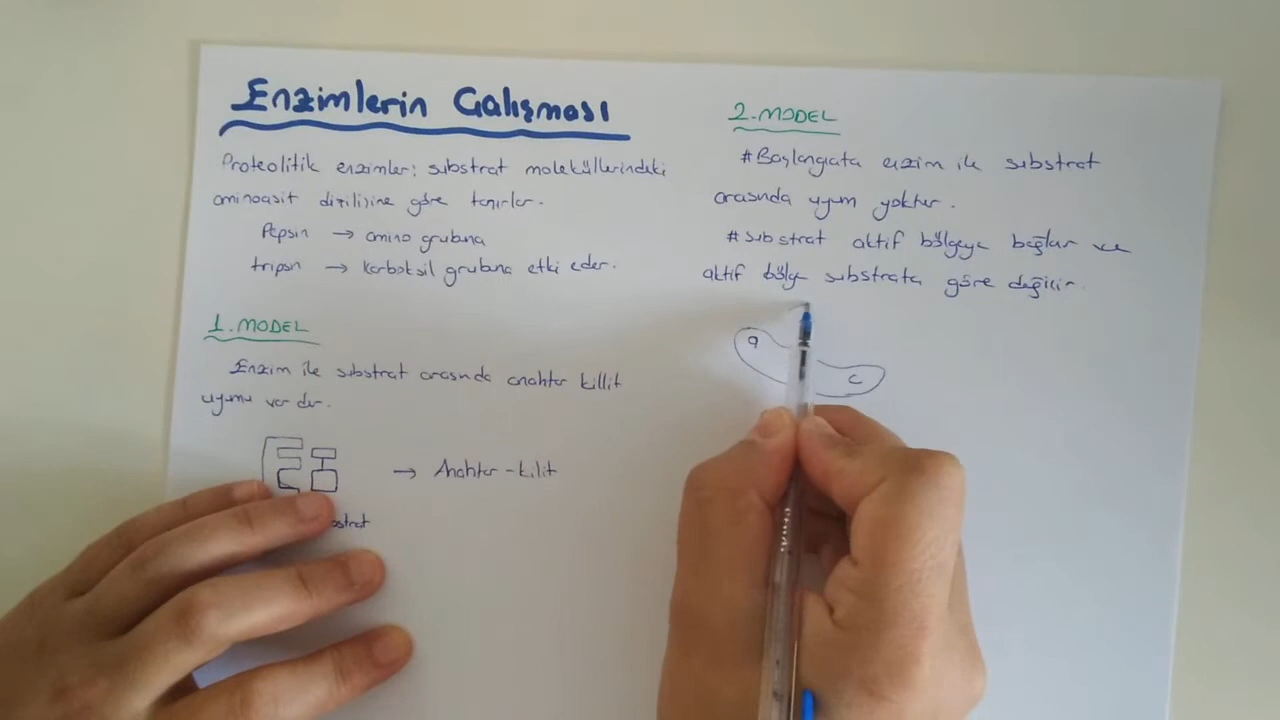 Enzimlerin Çalışması
Proteolitik enzimler; substrat moleküllerindeki
aminoasit dizilişine göre tanırlar.
Pepsin → amino grubuna
tripsin → karboksil grubuna etki eder.
1. MODEL
Enzim ile substrat arasında anahtar killit
uyumu vardır.
→ Anahtar-kilit
2. MODEL
#Başlangıçta enzim ile substrat
arasında uyum yoktur.
#substrat aktif bölgeye bağlar ve
aktif bölge substrata göre değişir.
a
c